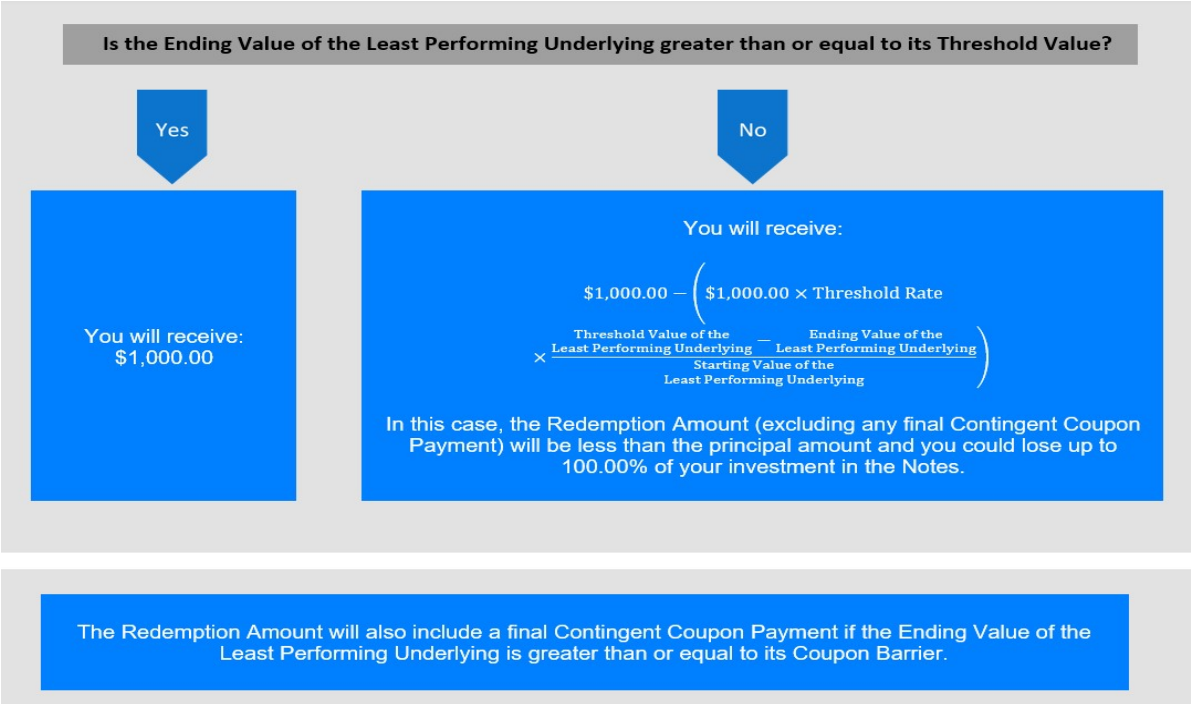 Is the Ending Value of the Least Performing Underlying greater than or equal to its Threshold Value?
Yes
No
You will receive:
$1,000.00
You will receive:
$1,000.00 − ($1,000.00 × Threshold Rate
Threshold Value of the − Ending Value of the
× Least Performing Underlying Least Performing Underlying)
Starting Value of the
Least Performing Underlying
In this case, the Redemption Amount (excluding any final Contingent Coupon
Payment) will be less than the principal amount and you could lose up to
100.00% of your investment in the Notes.
The Redemption Amount will also include a final Contingent Coupon Payment if the Ending Value of the
Least Performing Underlying is greater than or equal to its Coupon Barrier.